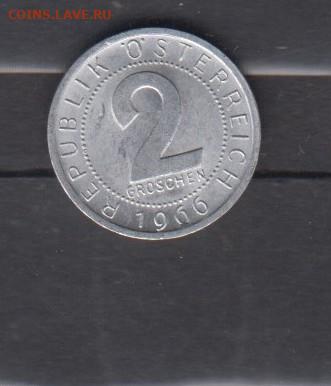 COINS.LAVE.RU
REPUBLIK ÖSTERREICH
2
GROSCHEN
1966